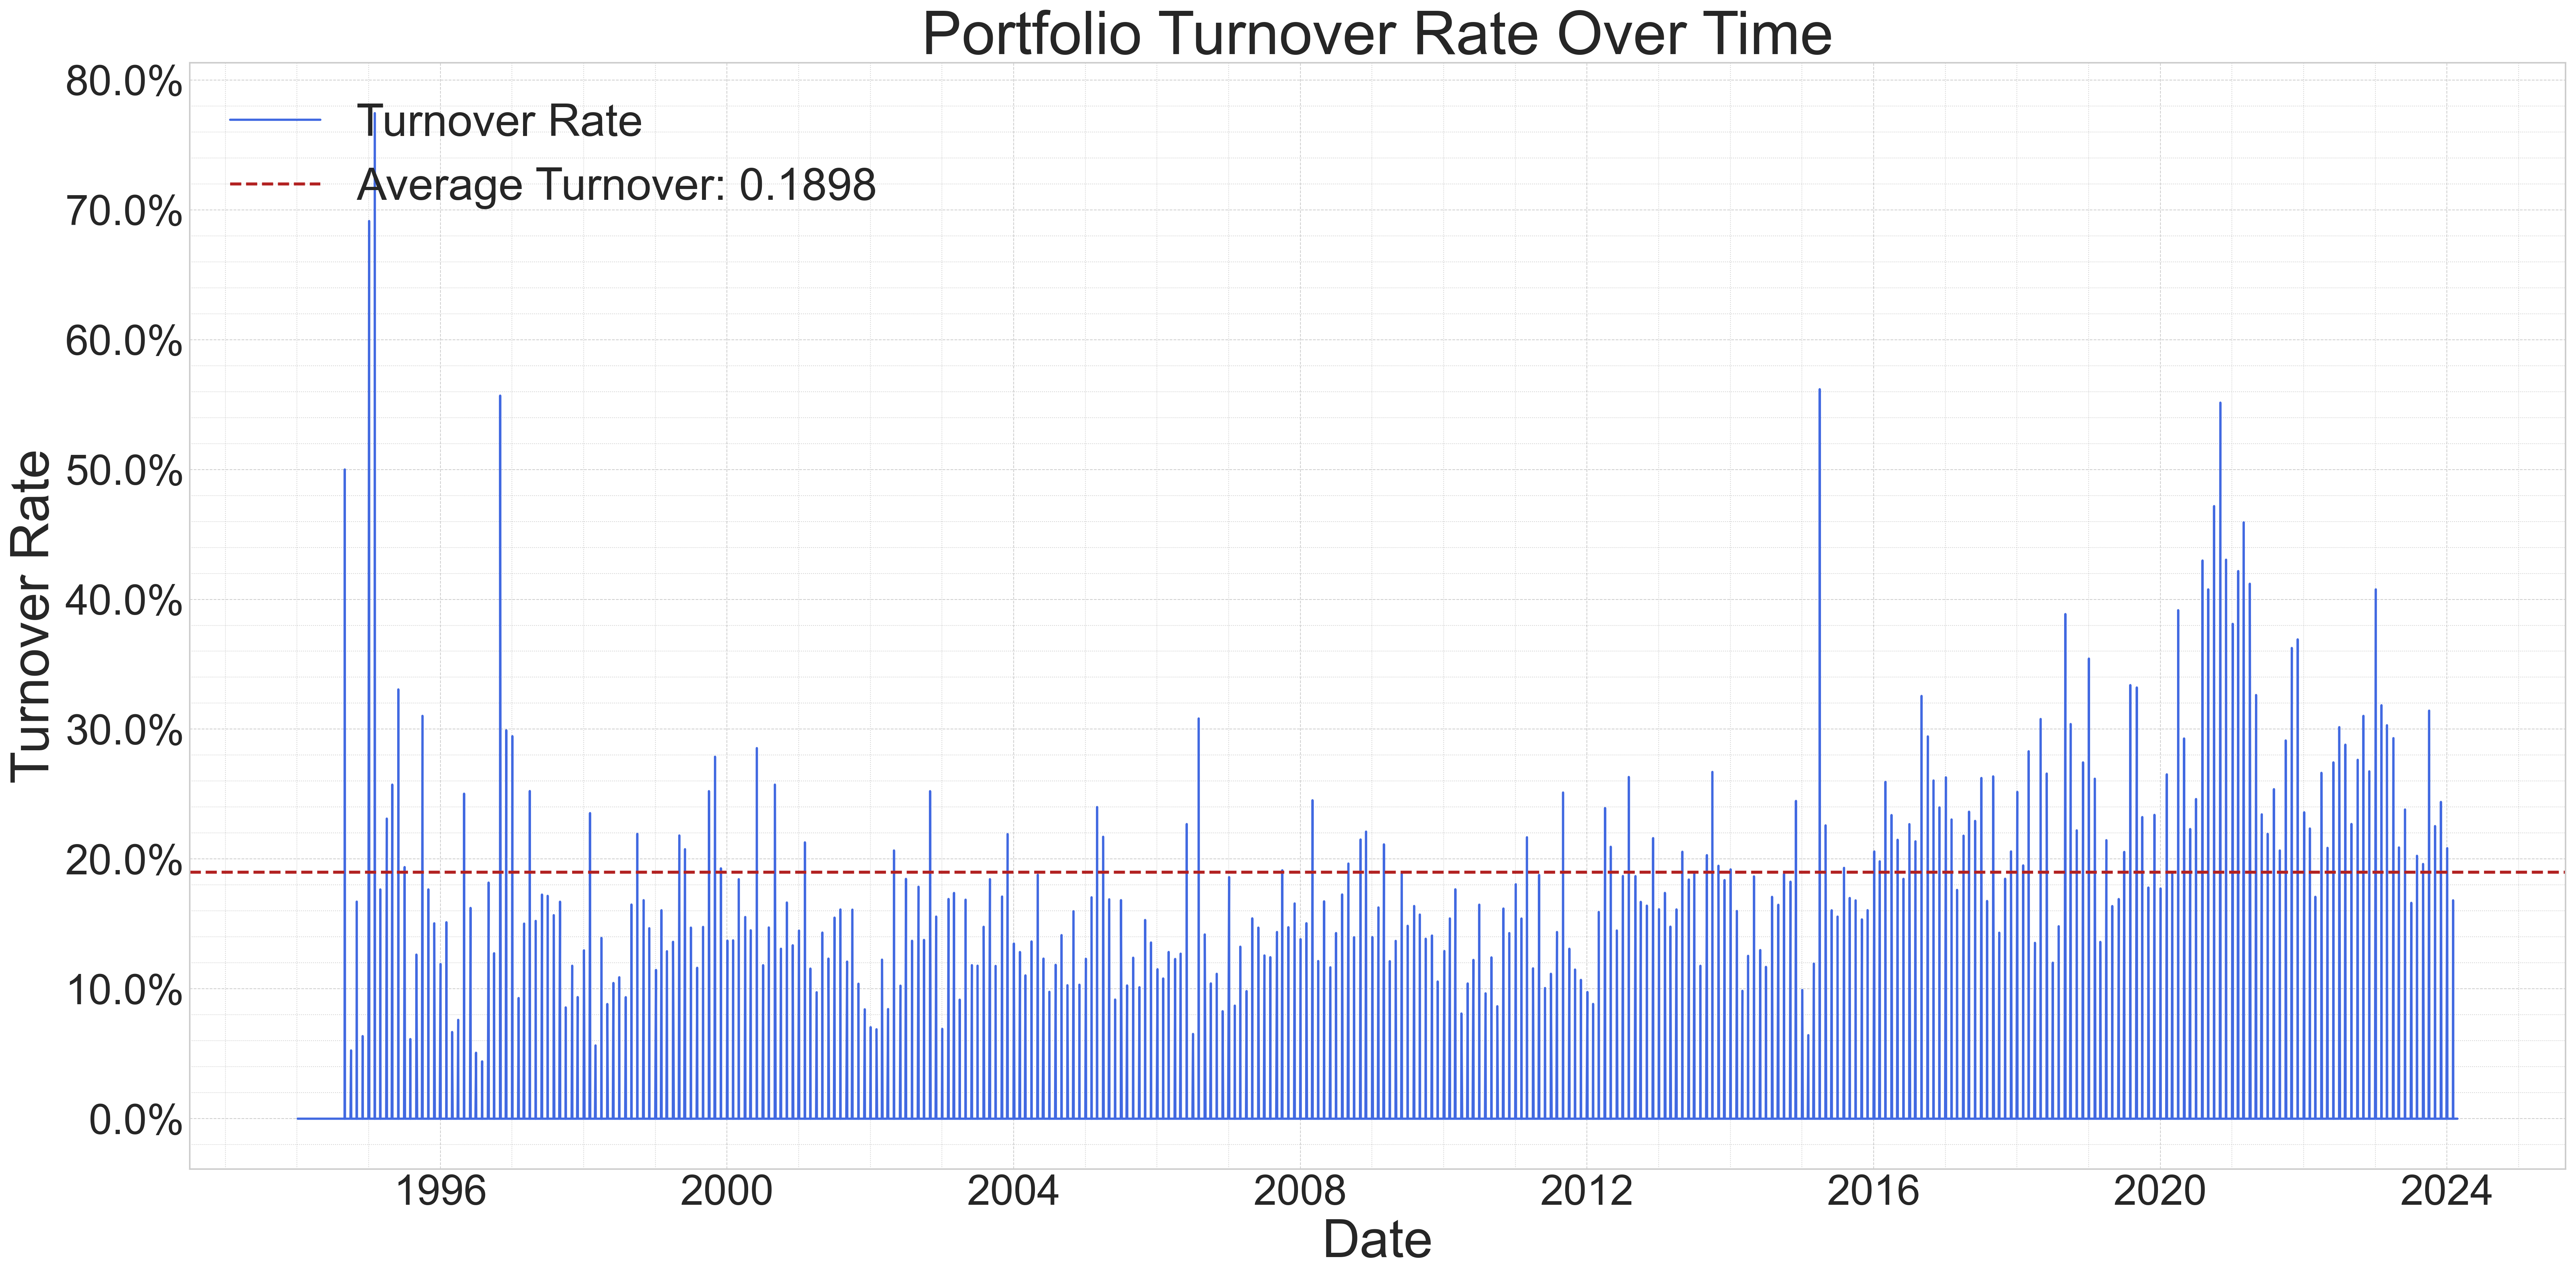 Portfolio Turnover Rate Over Time
80.0%
70.0%
60.0%
50.0%
40.0%
30.0%
20.0%
10.0%
0.0%
Turnover Rate
Turnover Rate
Average Turnover: 0.1898
1996 2000 2004 2008 2012 2016 2020 2024
Date